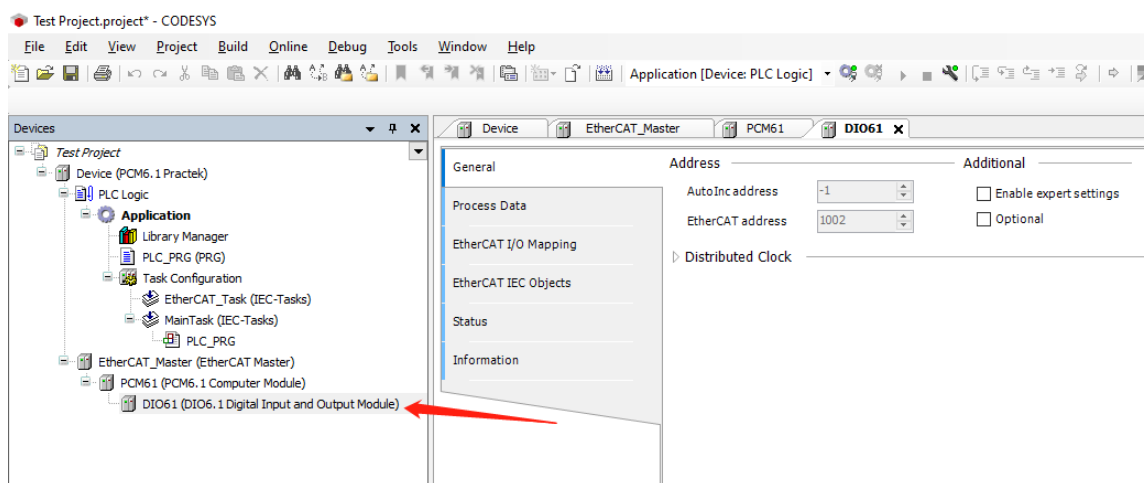 Test Project.project* - CODESYS
File Edit View Project Build Online Debug Tools Window Help
Application [Device: PLC Logic]
Devices
Test Project
Device (PCM6.1 Practek)
PLC Logic
Application
Library Manager
PLC_PRG (PRG)
Task Configuration
EtherCAT_Task (IEC-Tasks)
MainTask (IEC-Tasks)
PLC_PRG
EtherCAT_Master (EtherCAT Master)
PCM61 (PCM6.1 Computer Module)
DIO61 (DIO6.1 Digital Input and Output Module)
Device EtherCAT_Master PCM61 DIO61
General
Process Data
EtherCAT I/O Mapping
EtherCAT IEC Objects
Status
Information
Address
AutoInc address -1
EtherCAT address 1002
Distributed Clock
Additional
Enable expert settings
Optional